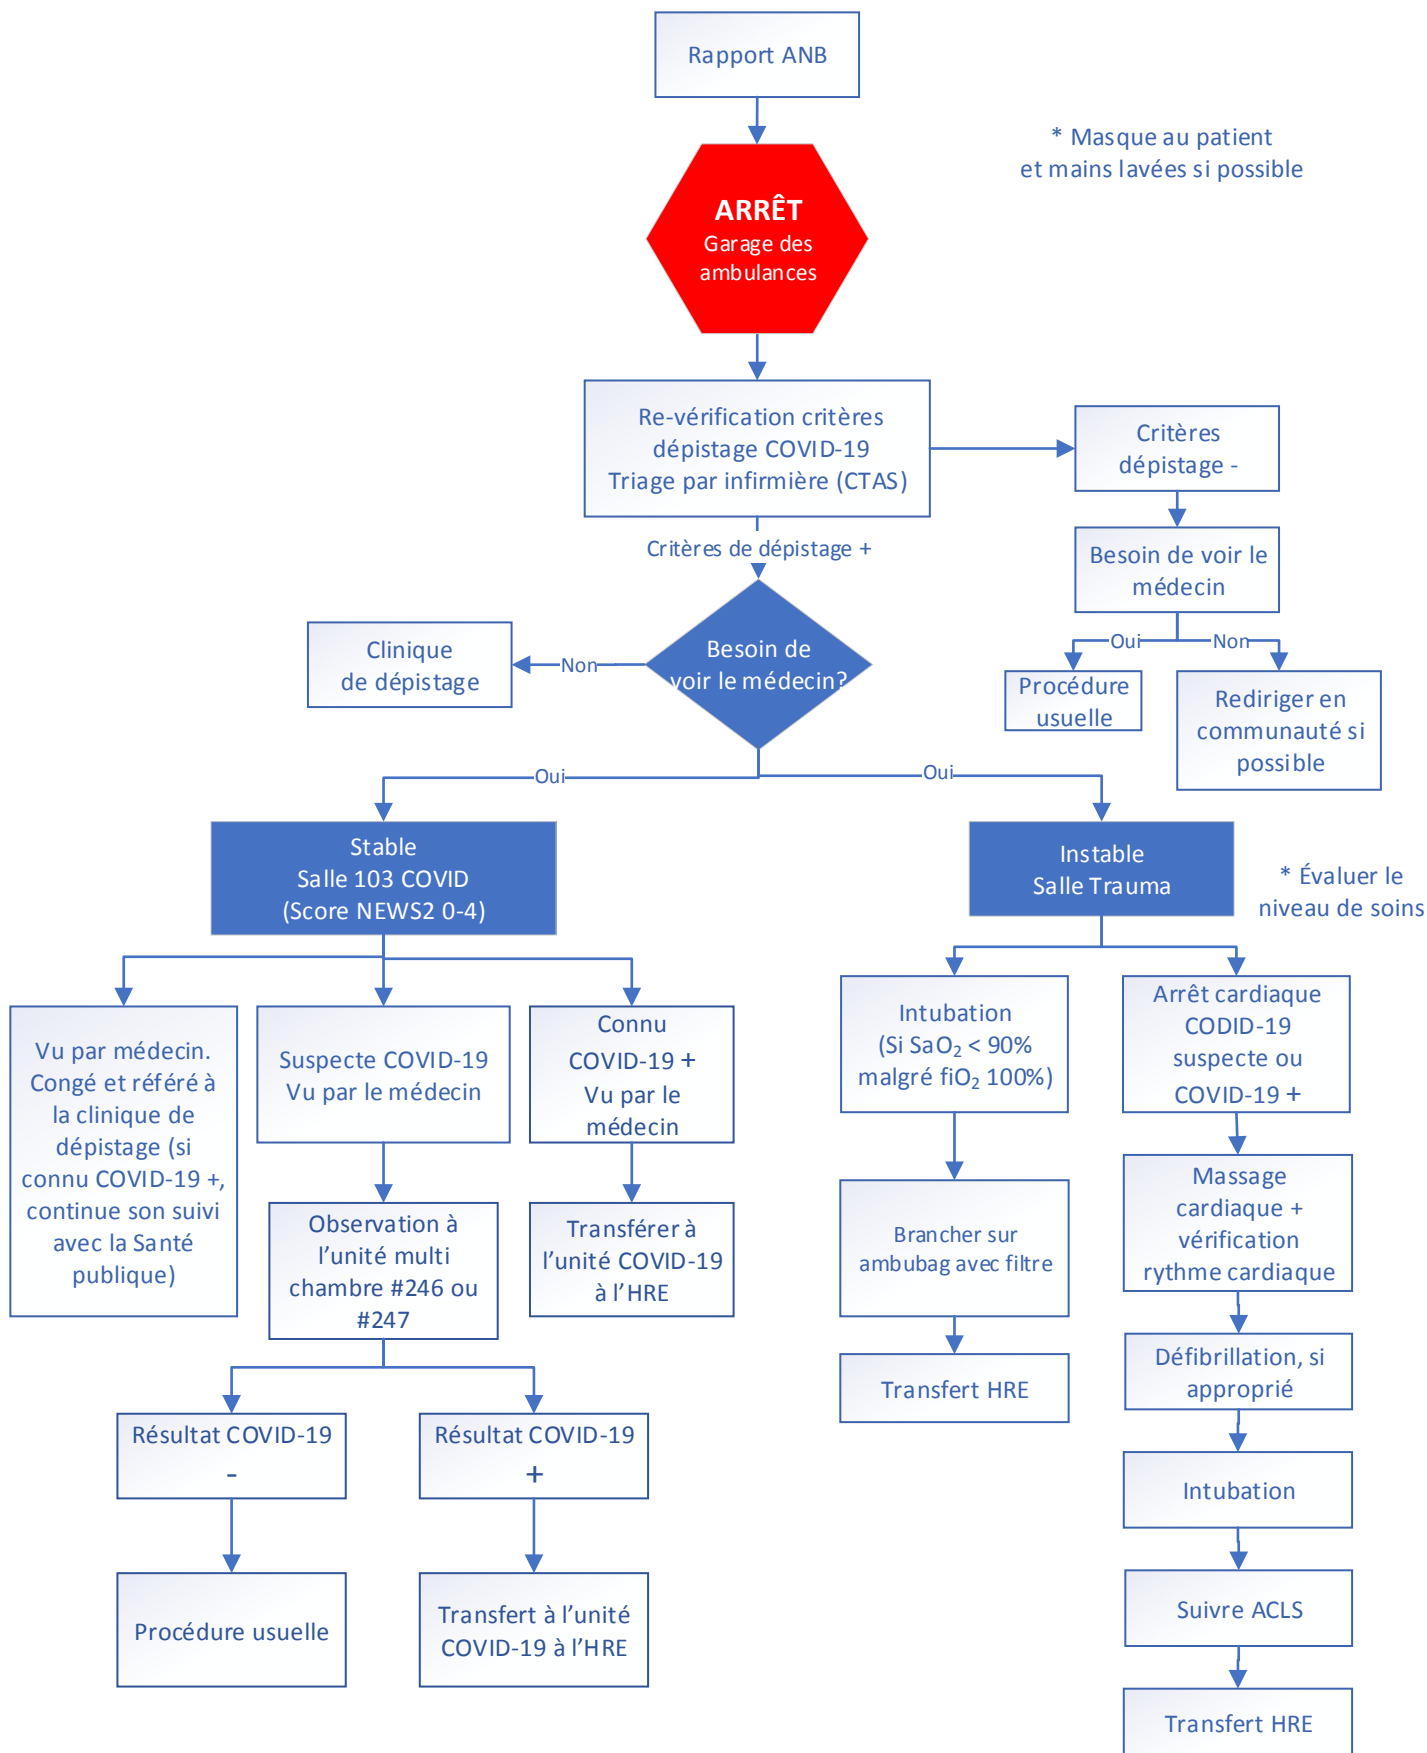 Rapport ANB
* Masque au patient
et mains lavées si possible
ARRÊT
Garage des
ambulances
Re-vérification critères
dépistage COVID-19
Triage par infirmière (CTAS)
Critères
dépistage -
Critères de dépistage +
Besoin de voir le
médecin
Oui
Non
Procédure
usuelle
Rediriger en
communauté si
possible
Besoin de
voir le médecin?
Non
Clinique
de dépistage
Oui
Oui
Stable
Salle 103 COVID
(Score NEWS2 0-4)
Instable
Salle Trauma
* Évaluer le
niveau de soins
Vu par médecin.
Congé et référé à
la clinique de
dépistage (si
connu COVID-19 +,
continue son suivi
avec la Santé
publique)
Suspecte COVID-19
Vu par le médecin
Connu
COVID-19 +
Vu par le
médecin
Intubation
(Si SaO₂ < 90%
malgré fiO₂ 100%)
Arrêt cardiaque
CODID-19
suspecte ou
COVID-19 +
Observation à
l’unité multi
chambre #246 ou
#247
Transférer à
l’unité COVID-19
à l’HRE
Brancher sur
ambubag avec filtre
Massage
cardiaque +
vérification
rythme cardiaque
Transfert HRE
Défibrillation, si
approprié
Résultat COVID-19
-
Résultat COVID-19
+
Intubation
Procédure usuelle
Transfert à l’unité
COVID-19 à l’HRE
Suivre ACLS
Transfert HRE